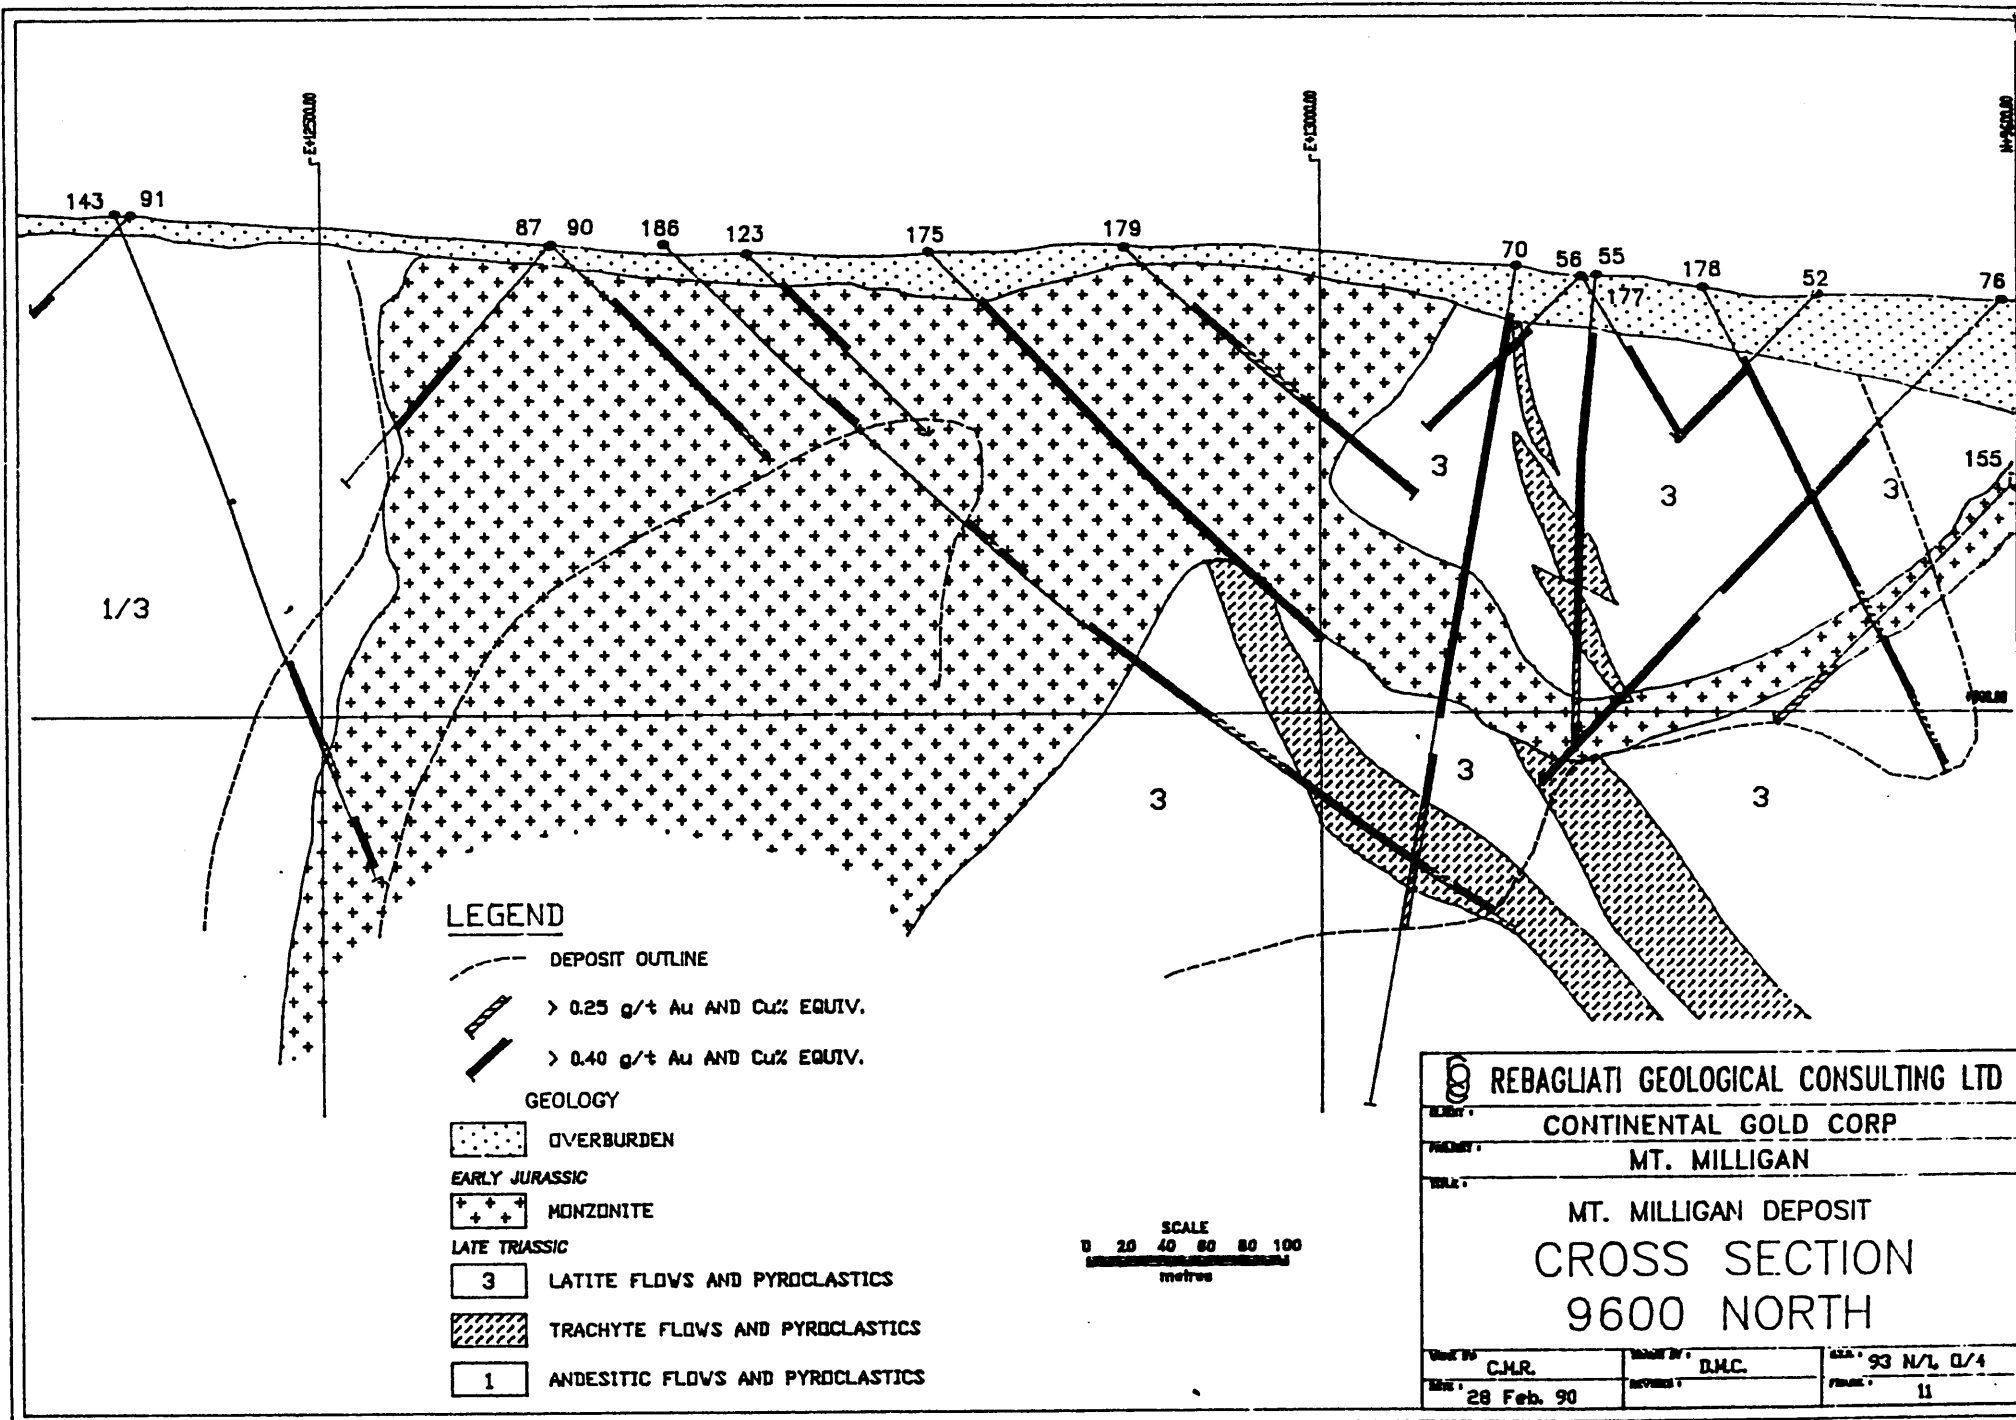 E+12500.00
E+13000.00
143 91
87 90 186 123 175 179 70 56 55 178 52 76
177
155
3
3
3
1/3
3
3
3
LEGEND
DEPOSIT OUTLINE
> 0.25 g/t Au AND Cu% EQUIV.
> 0.40 g/t Au AND Cu% EQUIV.
GEOLOGY
OVERBURDEN
EARLY JURASSIC
MONZONITE
LATE TRIASSIC
3 LATITE FLOWS AND PYROCLASTICS
TRACHYTE FLOWS AND PYROCLASTICS
1 ANDESITIC FLOWS AND PYROCLASTICS
SCALE
0 20 40 60 80 100
metres
REBAGLIATI GEOLOGICAL CONSULTING LTD
CONTINENTAL GOLD CORP
MT. MILLIGAN
MT. MILLIGAN DEPOSIT
CROSS SECTION
9600 NORTH
C.M.R. D.M.C. 93 N/1, O/4
28 Feb. 90 11